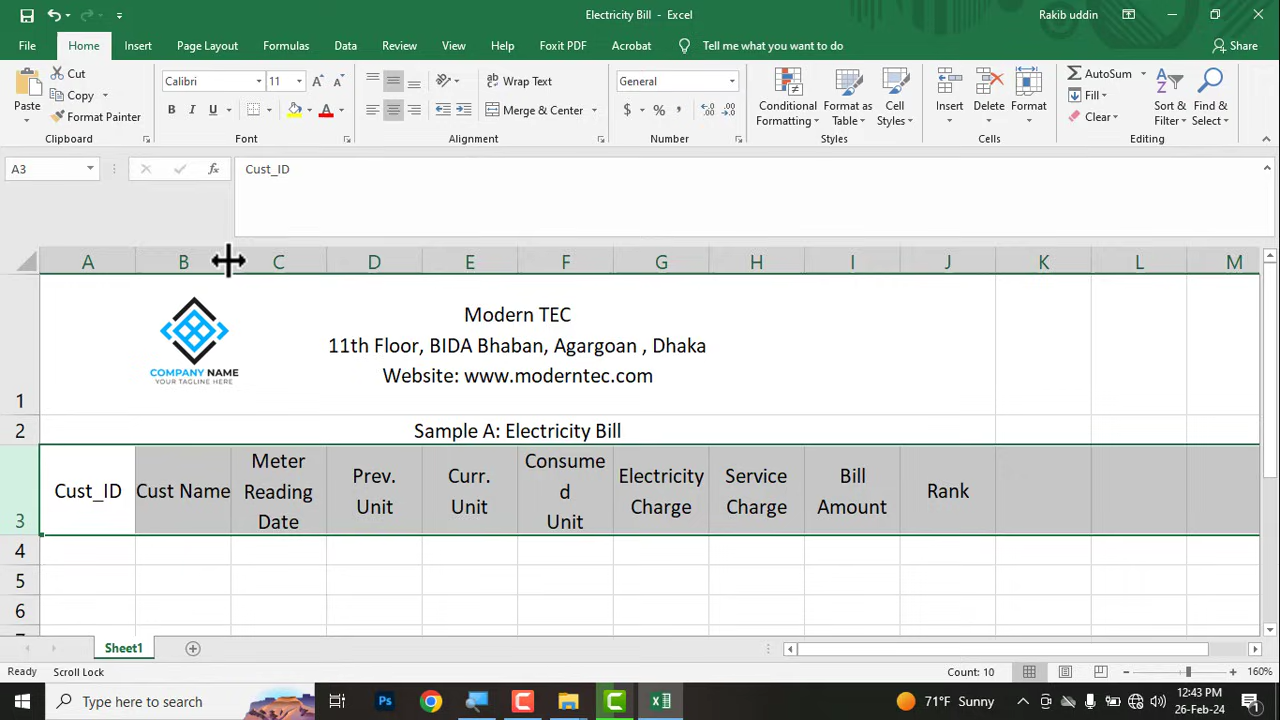 Electricity Bill - Excel
Rakib uddin
File Home Insert Page Layout Formulas Data Review View Help Foxit PDF Acrobat Tell me what you want to do Share
Paste
Cut
Copy
Format Painter
Clipboard
Calibri 11
B I U
Font
Wrap Text
Merge & Center
Alignment
General
$ % ,
Number
Conditional
Formatting
Format as
Table
Cell
Styles
Styles
Insert Delete Format
Cells
AutoSum
Fill
Clear
Sort &
Filter
Find &
Select
Editing
A3 fx Cust_ID
A B C D E F G H I J K L M
1
COMPANY NAME
YOUR TAGLINE HERE
Modern TEC
11th Floor, BIDA Bhaban, Agargoan , Dhaka
Website: www.moderntec.com
2 Sample A: Electricity Bill
3
Cust_ID
Cust Name
Meter
Reading
Date
Prev.
Unit
Curr.
Unit
Consume
d
Unit
Electricity
Charge
Service
Charge
Bill
Amount
Rank
4
5
6
Sheet1
Ready Scroll Lock Count: 10 160%
Type here to search
Ps
71°F Sunny
12:43 PM
26-Feb-24